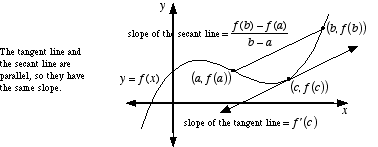 y
slope of the secant line = f(b) – f(a) / b – a
(b, f(b))
The tangent line and
the secant line are
parallel, so they have
the same slope.
y = f(x)
(a, f(a))
(c, f(c))
x
slope of the tangent line = f'(c)